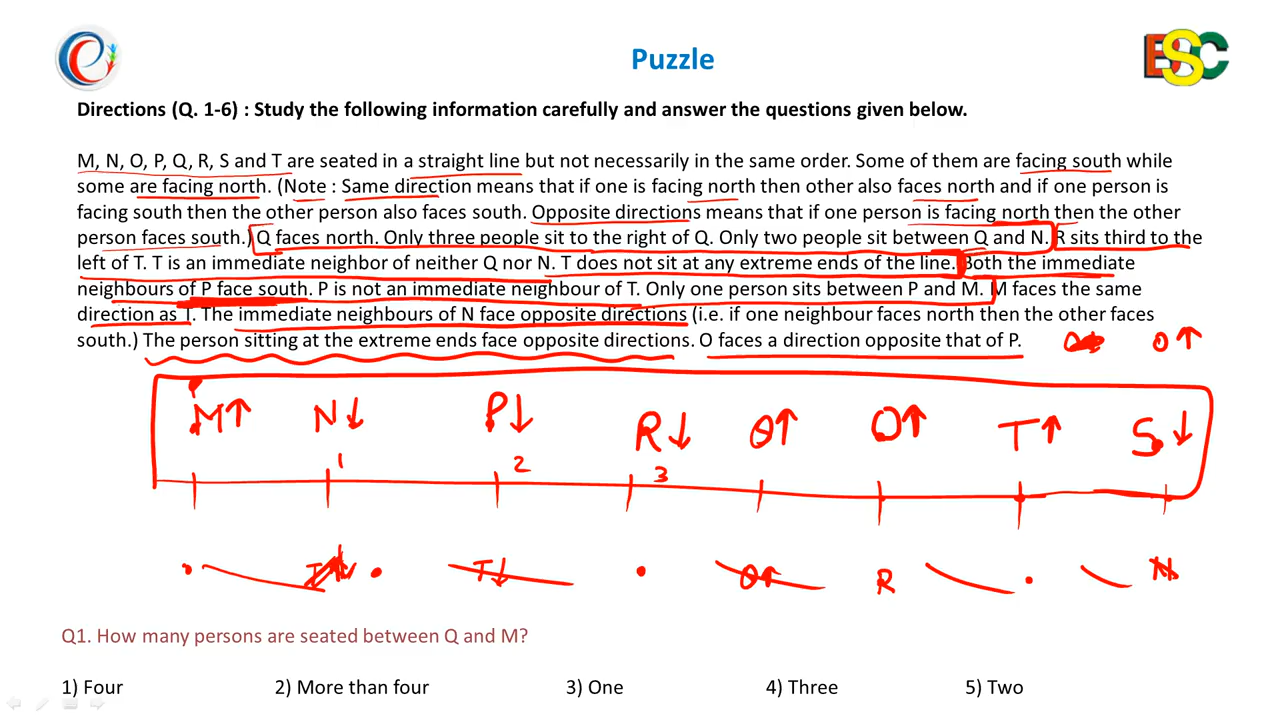 ESC
Puzzle
Directions (Q. 1-6) : Study the following information carefully and answer the questions given below.
M, N, O, P, Q, R, S and T are seated in a straight line but not necessarily in the same order. Some of them are facing south while
some are facing north. (Note : Same direction means that if one is facing north then other also faces north and if one person is
facing south then the other person also faces south. Opposite directions means that if one person is facing north then the other
person faces south.) Q faces north. Only three people sit to the right of Q. Only two people sit between Q and N. R sits third to the
left of T. T is an immediate neighbor of neither Q nor N. T does not sit at any extreme ends of the line. Both the immediate
neighbours of P face south. P is not an immediate neighbour of T. Only one person sits between P and M. M faces the same
direction as T. The immediate neighbours of N face opposite directions (i.e. if one neighbour faces north then the other faces
south.) The person sitting at the extreme ends face opposite directions. O faces a direction opposite that of P.
O↑
M↑ N↓ P↓ R↓ Q↑ O↑ T↑ S↓
1 2 3
T↓ Q↑ R N
Q1. How many persons are seated between Q and M?
1) Four 2) More than four 3) One 4) Three 5) Two